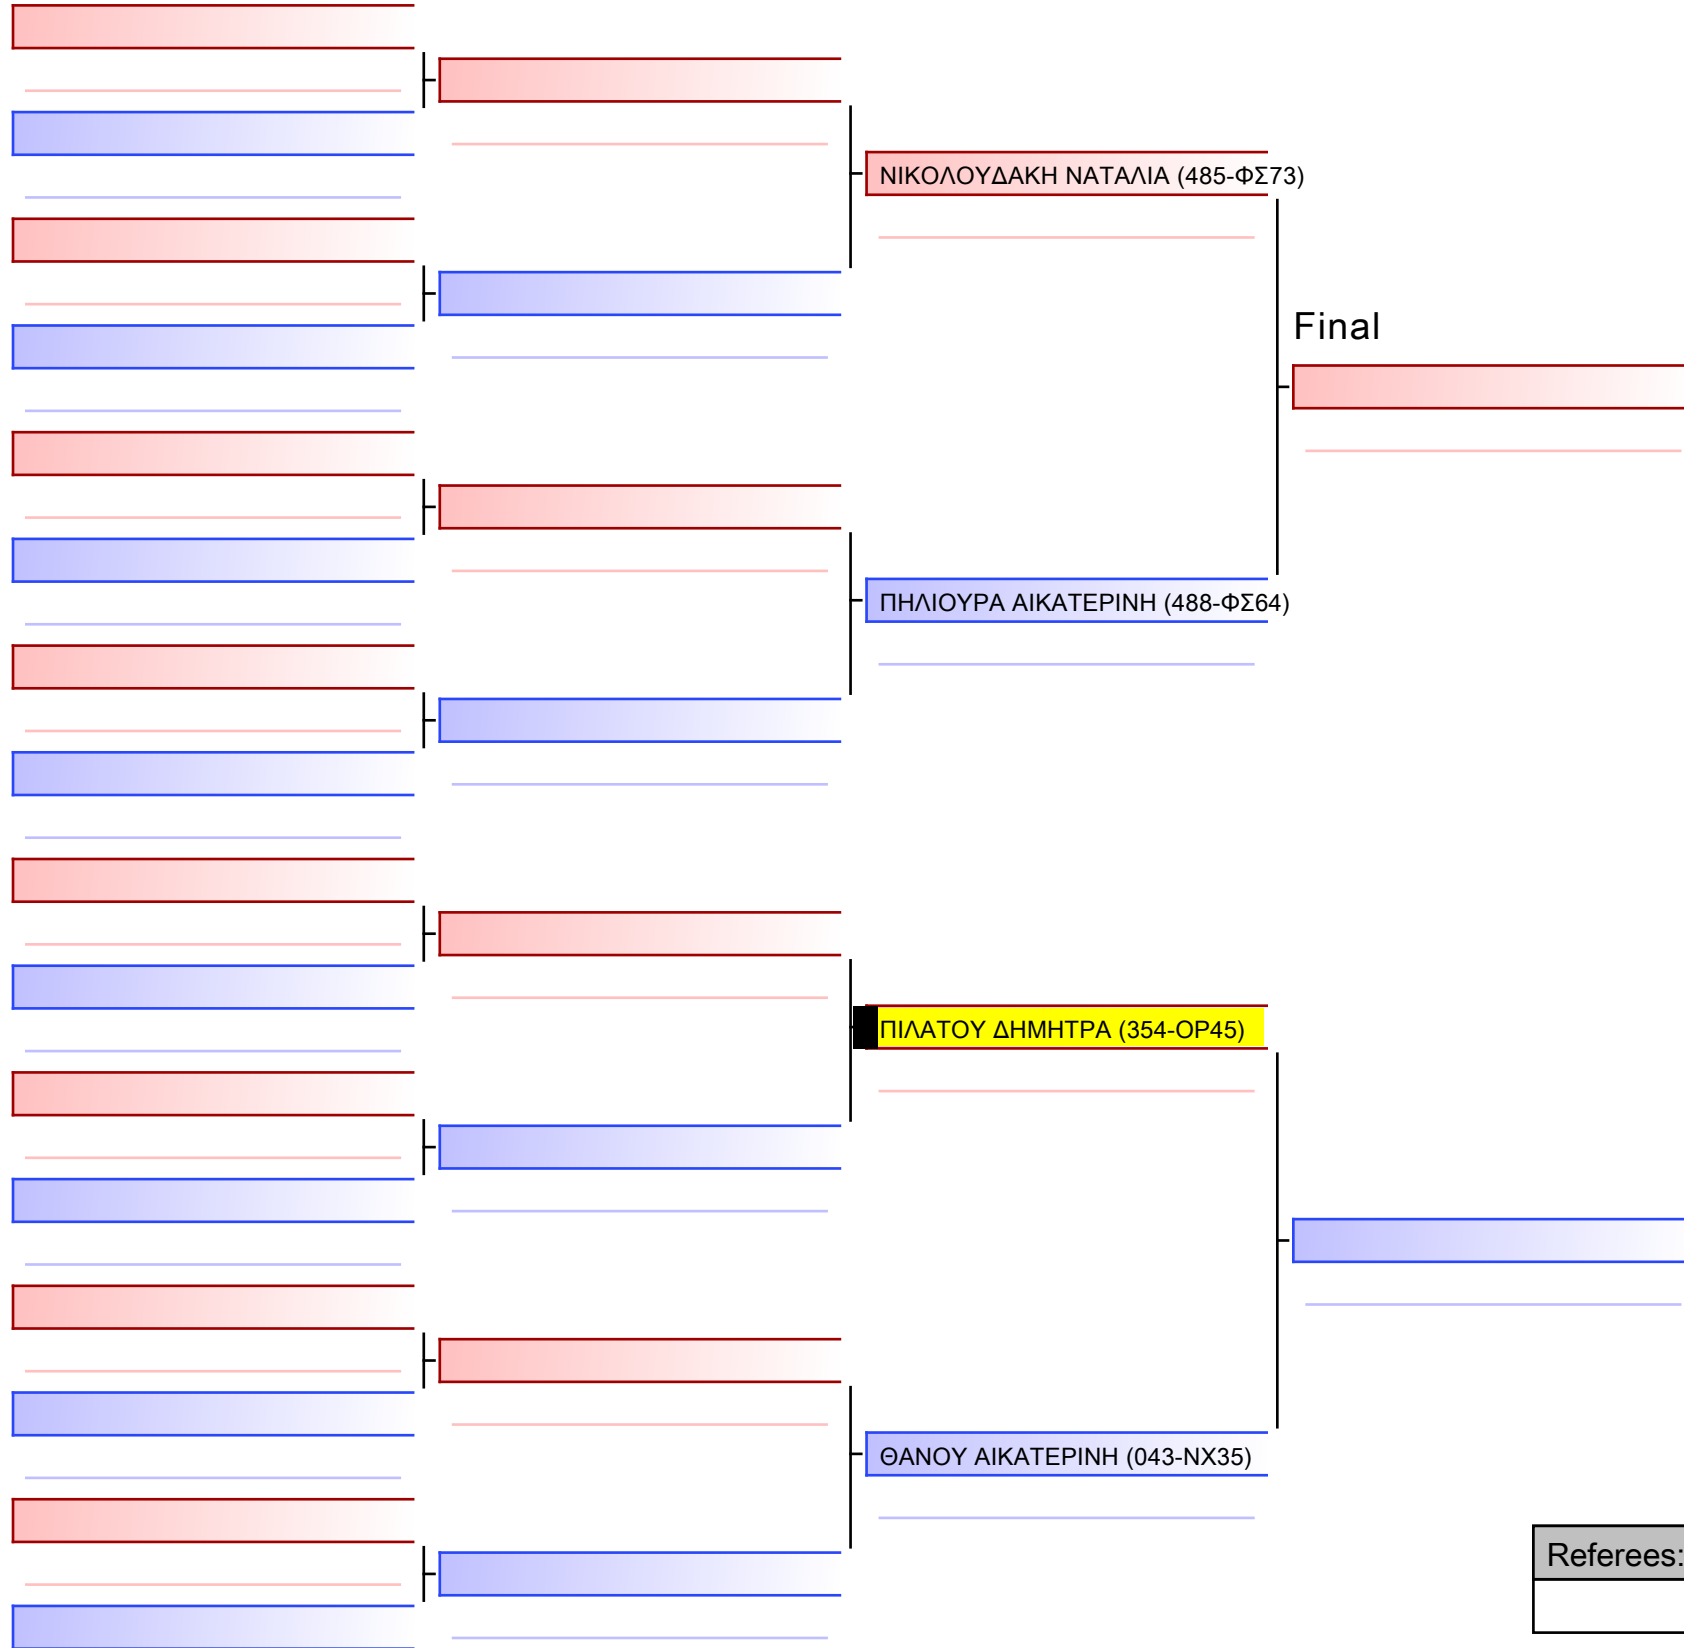 ΝΙΚΟΛΟΥΔΑΚΗ ΝΑΤΑΛΙΑ (485-ΦΣ73)
Final
ΠΗΛΙΟΥΡΑ ΑΙΚΑΤΕΡΙΝΗ (488-ΦΣ64)
ΠΙΛΑΤΟΥ ΔΗΜΗΤΡΑ (354-ΟΡ45)
ΘΑΝΟΥ ΑΙΚΑΤΕΡΙΝΗ (043-ΝΧ35)
Referees: